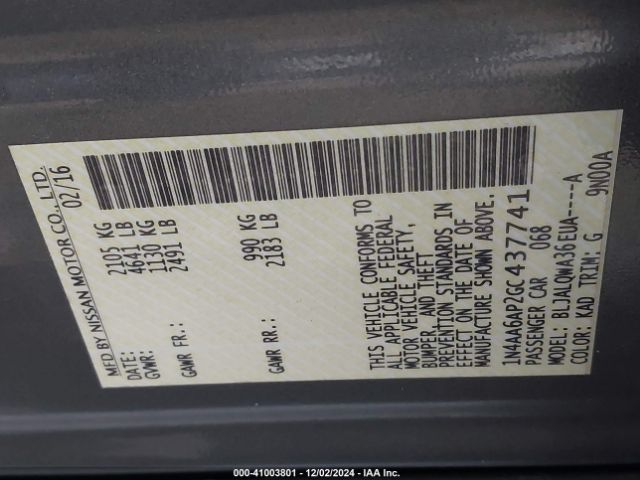 MFD BY NISSAN MOTOR CO., LTD.
DATE: 02/16
GVWR: 2105 KG
4641 LB
GAWR FR.: 1130 KG
2491 LB
GAWR RR.: 990 KG
2183 LB
THIS VEHICLE CONFORMS TO
ALL APPLICABLE FEDERAL
MOTOR VEHICLE SAFETY,
BUMPER, AND THEFT
PREVENTION STANDARDS IN
EFFECT ON THE DATE OF
MANUFACTURE SHOWN ABOVE.
1N4AA6AP2GC437741
PASSENGER CAR 068
MODEL: BLJALQWA36EUA-----A
COLOR: KAD TRIM: G 9N00A
000-41003801 - 12/02/2024 - IAA Inc.